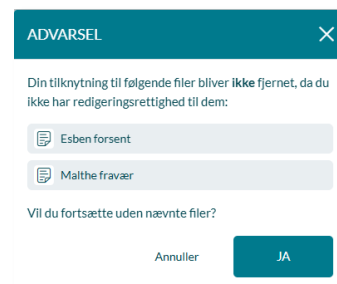 ADVARSEL
Din tilknytning til følgende filer bliver ikke fjernet, da du
ikke har redigeringsrettighed til dem:
Esben forsent
Malthe fravær
Vil du fortsætte uden nævnte filer?
Annuller
JA